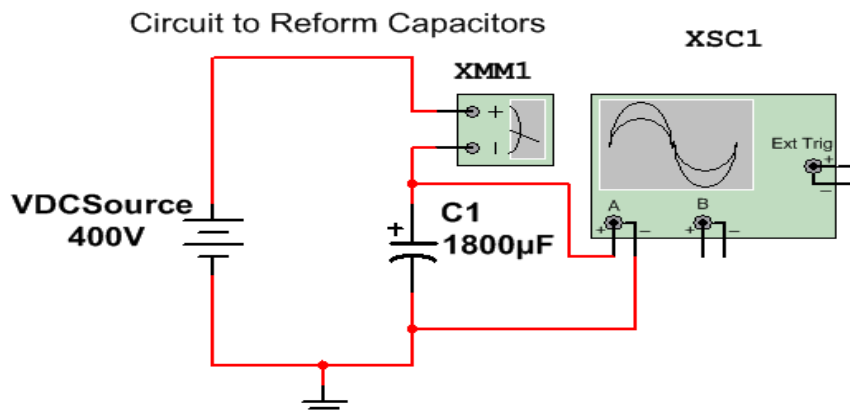 Circuit to Reform Capacitors
XSC1
XMM1
+
Ext Trig
+
−
VDCSource
400V
A
B
+
−
+
−
+
C1
1800µF